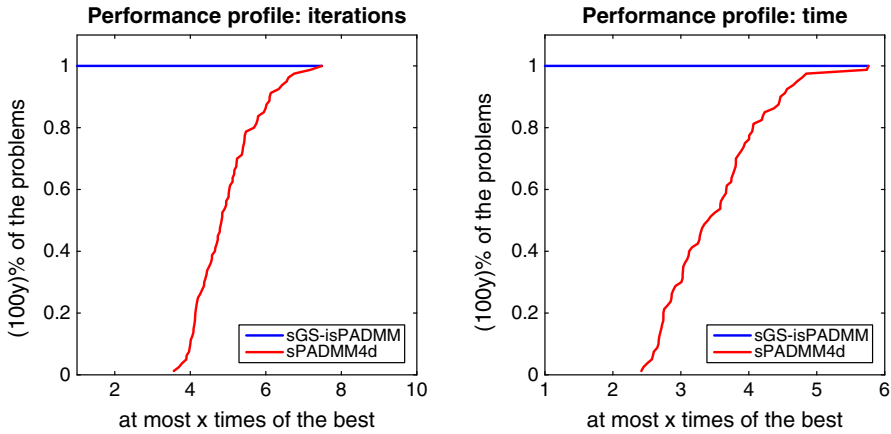 Performance profile: iterations
(100y)% of the problems
1
0.8
0.6
0.4
0.2
0
2 4 6 8 10
sGS-isPADMM
sPADMM4d
at most x times of the best
Performance profile: time
(100y)% of the problems
1
0.8
0.6
0.4
0.2
0
1 2 3 4 5 6
sGS-isPADMM
sPADMM4d
at most x times of the best